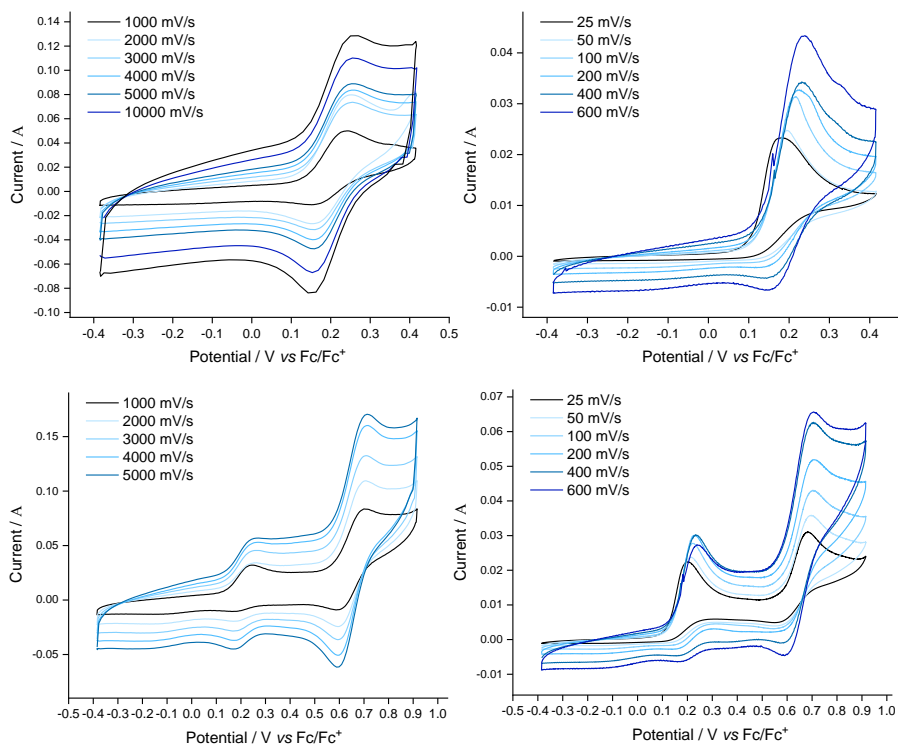 1000 mV/s
2000 mV/s
3000 mV/s
4000 mV/s
5000 mV/s
10000 mV/s
0.14
0.12
0.10
0.08
0.06
0.04
0.02
0.00
-0.02
-0.04
-0.06
-0.08
-0.10
Current / A
-0.4 -0.3 -0.2 -0.1 0.0 0.1 0.2 0.3 0.4 0.5
Potential / V vs Fc/Fc+
25 mV/s
50 mV/s
100 mV/s
200 mV/s
400 mV/s
600 mV/s
0.04
0.03
0.02
0.01
0.00
-0.01
Current / A
-0.4 -0.3 -0.2 -0.1 0.0 0.1 0.2 0.3 0.4
Potential / V vs Fc/Fc+
1000 mV/s
2000 mV/s
3000 mV/s
4000 mV/s
5000 mV/s
0.15
0.10
0.05
0.00
-0.05
Current / A
-0.5 -0.4 -0.3 -0.2 -0.1 0.0 0.1 0.2 0.3 0.4 0.5 0.6 0.7 0.8 0.9 1.0
Potential / V vs Fc/Fc+
25 mV/s
50 mV/s
100 mV/s
200 mV/s
400 mV/s
600 mV/s
0.07
0.06
0.05
0.04
0.03
0.02
0.01
0.00
-0.01
Current / A
-0.5 -0.4 -0.3 -0.2 -0.1 0.0 0.1 0.2 0.3 0.4 0.5 0.6 0.7 0.8 0.9 1.0
Potential / V vs Fc/Fc+